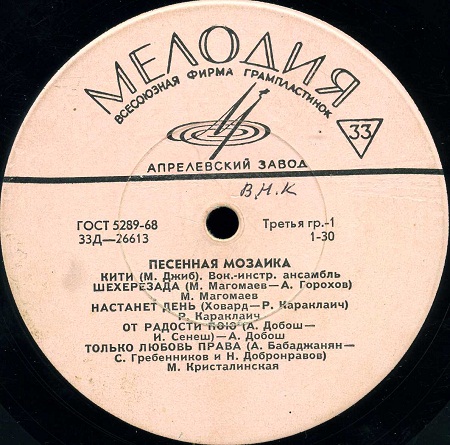 МЕЛОДИЯ
ВСЕСОЮЗНАЯ ФИРМА ГРАМПЛАСТИНОК
33
АПРЕЛЕВСКИЙ ЗАВОД
В.Н.К
ГОСТ 5289-68 Третья гр.-1
33Д—26613 1-30
ПЕСЕННАЯ МОЗАИКА
КИТИ (М. Джиб). Вок.-инстр. ансамбль
ШЕХЕРЕЗАДА (М. Магомаев—А. Горохов)
М. Магомаев
НАСТАНЕТ ДЕНЬ (Ховард—Р. Караклаич)
Р. Караклаич
ОТ РАДОСТИ ПОЮ (А. Добош—
И. Сенеш)— А. Добош
ТОЛЬКО ЛЮБОВЬ ПРАВА (А. Бабаджанян—
С. Гребенников и Н. Добронравов)
М. Кристалинская